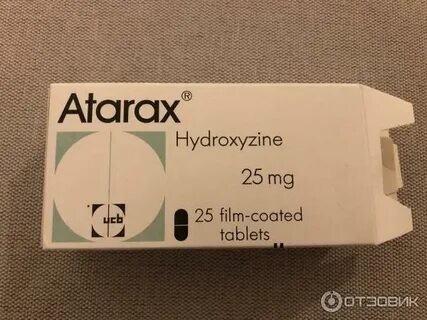 Atarax®
Hydroxyzine
25 mg
ucb
25 film-coated
tablets
ОТЗОВИК